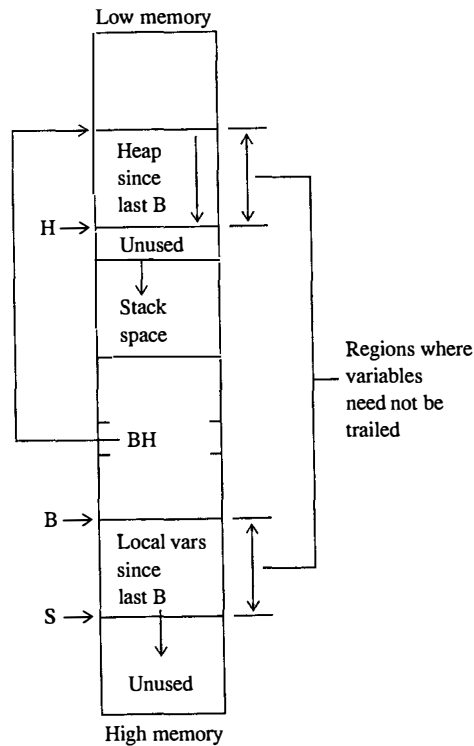 Low memory
Heap
since
last B
H
Unused
Stack
space
Regions where
variables
need not be
trailed
BH
B
Local vars
since
last B
S
Unused
High memory